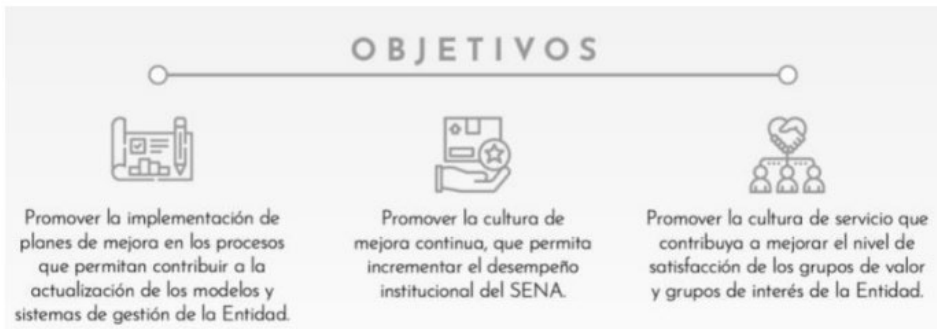 OBJETIVOS
Promover la implementación de
planes de mejora en los procesos
que permitan contribuir a la
actualización de los modelos y
sistemas de gestión de la Entidad.
Promover la cultura de
mejora continua, que permita
incrementar el desempeño
institucional del SENA.
Promover la cultura de servicio que
contribuya a mejorar el nivel de
satisfacción de los grupos de valor
y grupos de interés de la Entidad.